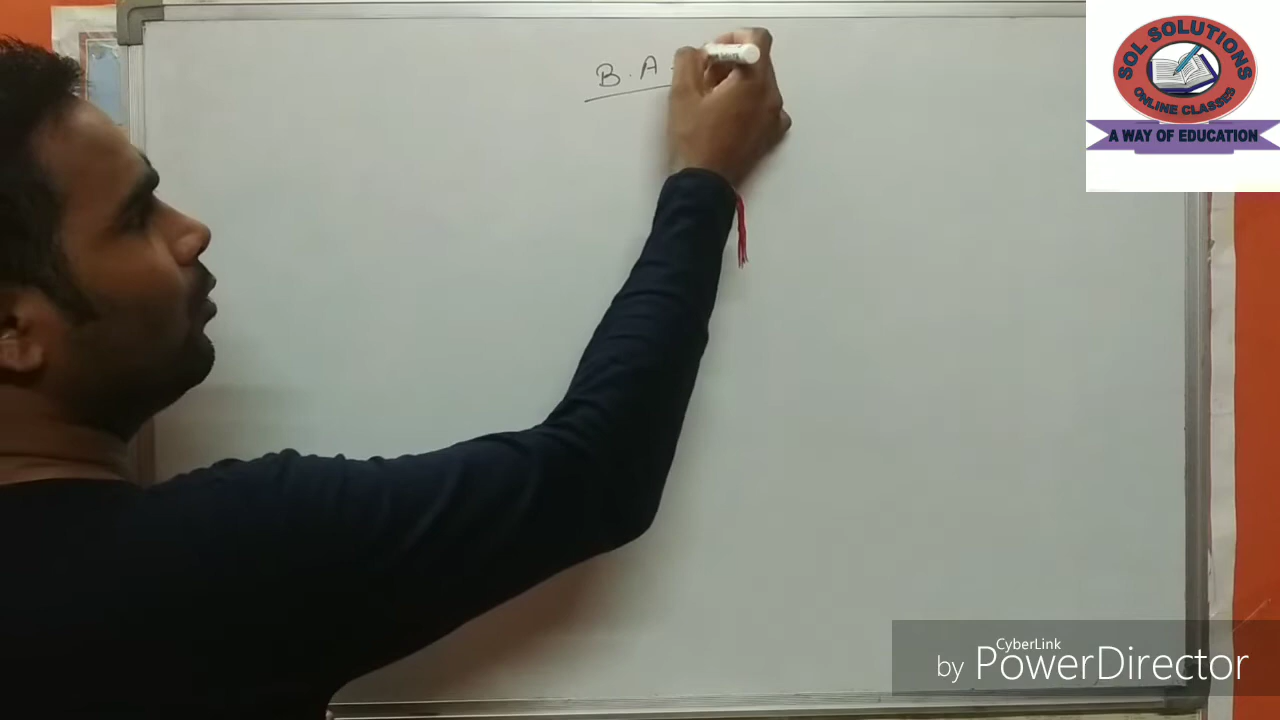 B.A.
SOL SOLUTIONS
ONLINE CLASSES
A WAY OF EDUCATION
CyberLink
by PowerDirector